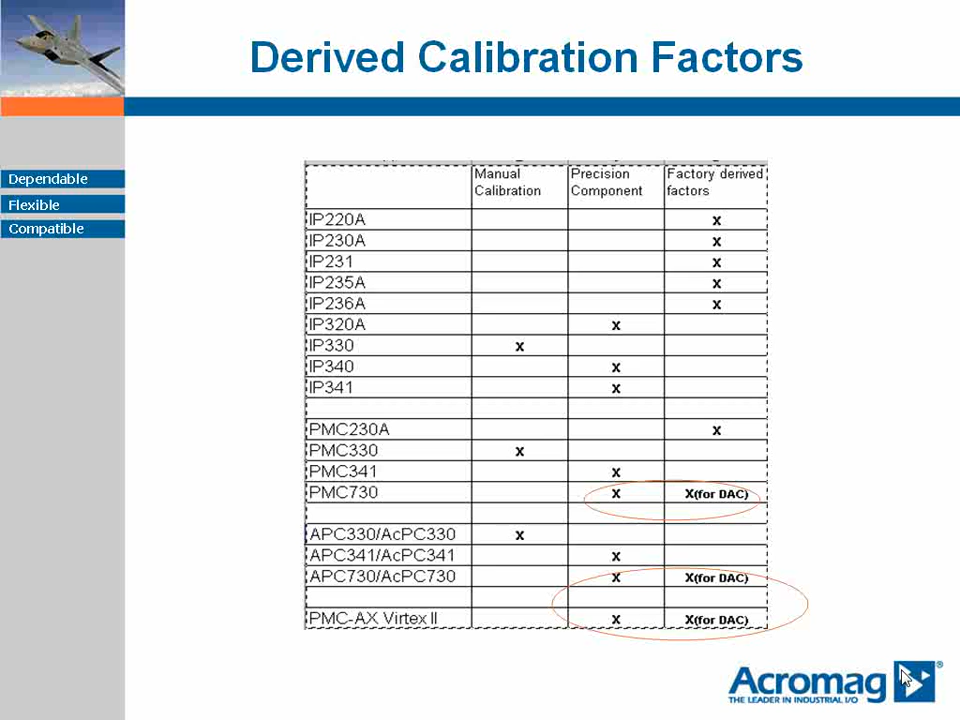 Derived Calibration Factors
Dependable
Flexible
Compatible
Manual Calibration Precision Component Factory derived factors
IP220A x
IP230A x
IP231 x
IP235A x
IP236A x
IP320A x
IP330 x
IP340 x
IP341 x
PMC230A x
PMC330 x
PMC341 x
PMC730 x X(for DAC)
APC330/AcPC330 x
APC341/AcPC341 x
APC730/AcPC730 x X(for DAC)
PMC-AX Virtex II x X(for DAC)
Acromag ®
THE LEADER IN INDUSTRIAL I/O